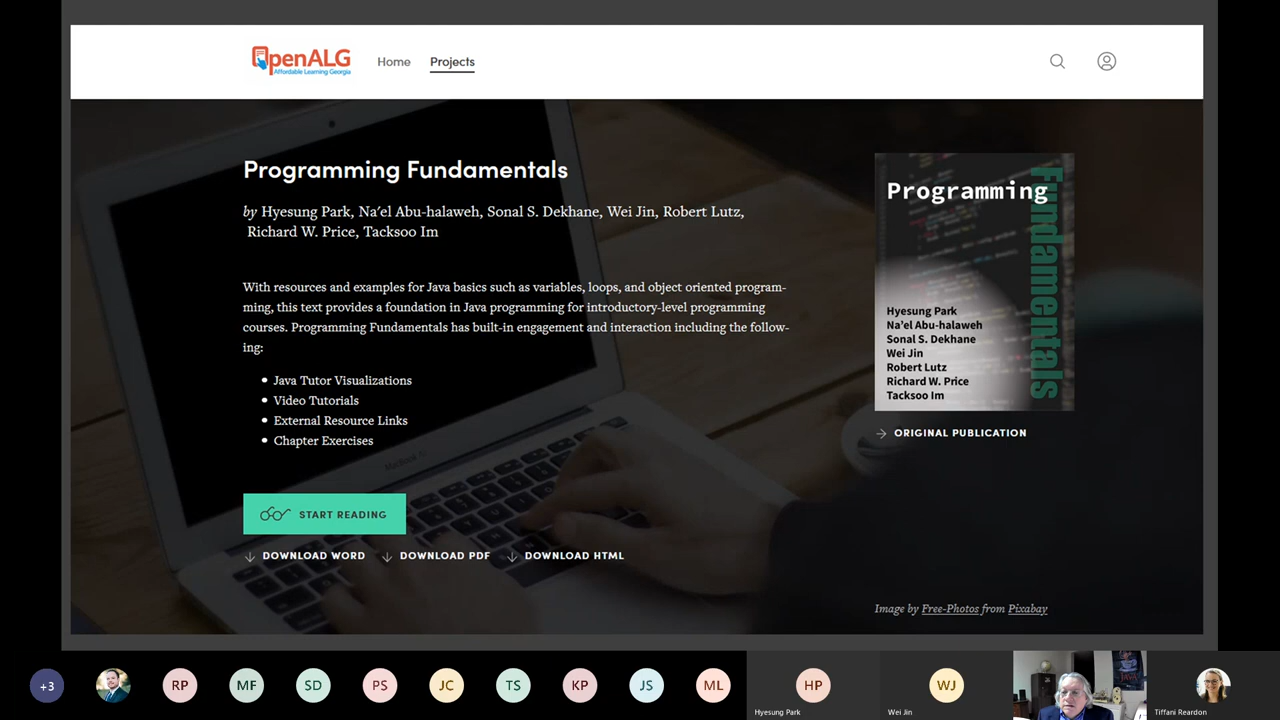 OpenALG
Affordable Learning Georgia
Home
Projects
Programming Fundamentals
by Hyesung Park, Na'el Abu-halaweh, Sonal S. Dekhane, Wei Jin, Robert Lutz,
Richard W. Price, Tacksoo Im
With resources and examples for Java basics such as variables, loops, and object oriented program-
ming, this text provides a foundation in Java programming for introductory-level programming
courses. Programming Fundamentals has built-in engagement and interaction including the follow-
ing:
• Java Tutor Visualizations
• Video Tutorials
• External Resource Links
• Chapter Exercises
START READING
DOWNLOAD WORD
DOWNLOAD PDF
DOWNLOAD HTML
Programming
Fundamentals
Hyesung Park
Na'el Abu-halaweh
Sonal S. Dekhane
Wei Jin
Robert Lutz
Richard W. Price
Tacksoo Im
ORIGINAL PUBLICATION
Image by Free-Photos from Pixabay
+3
RP
MF
SD
PS
JC
TS
KP
JS
ML
HP
Hyesung Park
WJ
Wei Jin
JAVA
Tiffani Reardon